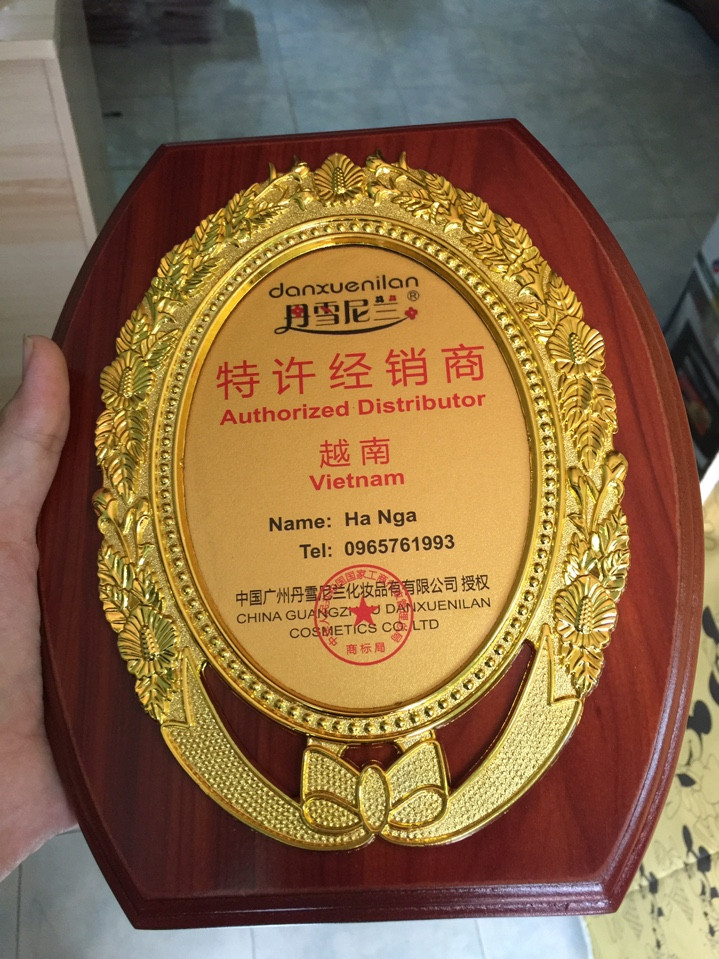 danxuenilan
丹雪尼兰®
特许经销商
Authorized Distributor
越南
Vietnam
Name: Ha Nga
Tel: 0965761993
中国广州丹雪尼兰化妆品有有限公司 授权
CHINA GUANGZHOU DANXUENILAN
COSMETICS CO.LTD
商标局